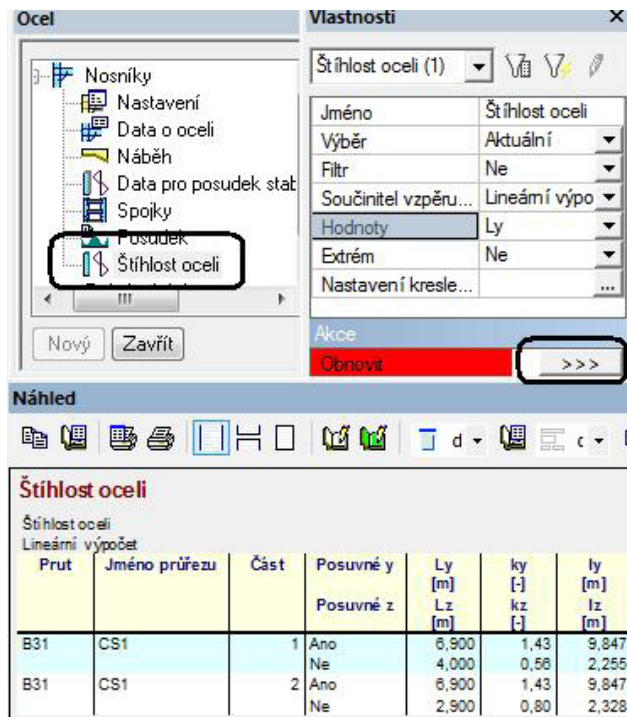 Ocel
Nosníky
Nastavení
Data o oceli
Náběh
Data pro posudek stab
Spojky
Posudek
Štíhlost oceli
Nový Zavřít
Vlastnosti X
Štíhlost oceli (1)
Jméno Štíhlost oceli
Výběr Aktuální
Filtr Ne
Součinitel vzpěru... Lineární výpo
Hodnoty Ly
Extrém Ne
Nastavení kresle... ...
Akce
Obnovit >>>
Náhled
d
Štíhlost oceli
Štíhlost oceli
Lineární výpočet
Prut Jméno průřezu Část Posuvné y Ly ky ly
[m] [-] [m]
Posuvné z Lz kz lz
[m] [-] [m]
B31 CS1 1 Ano 6,900 1,43 9,847
Ne 4,000 0,56 2,255
B31 CS1 2 Ano 6,900 1,43 9,847
Ne 2,900 0,80 2,328